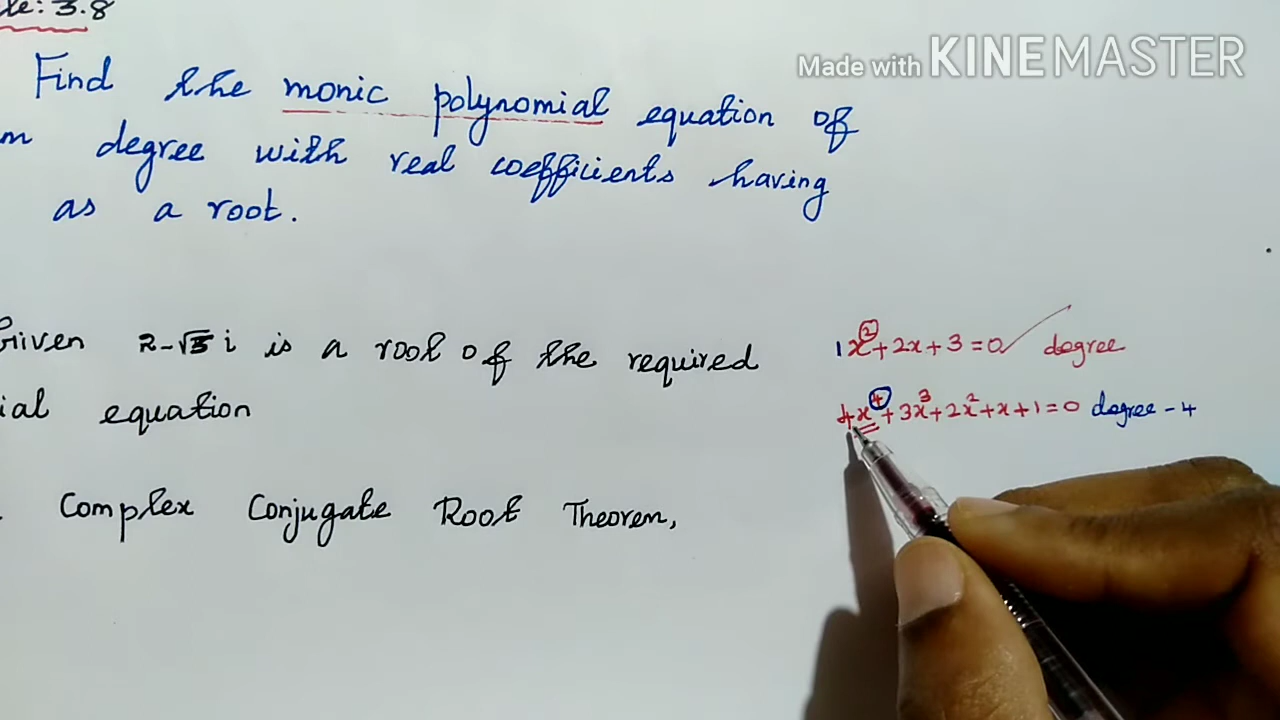 le: 3.8
Made with KINEMASTER
Find the monic polynomial equation of
m degree with real coefficients having
as a root.
Given 2-√3 i is a root of the required
ial equation
Complex Conjugate Root Theorem,
1x²+2x+3=0 ✓ degree
4x⁴+3x³+2x²+x+1=0 degree - 4